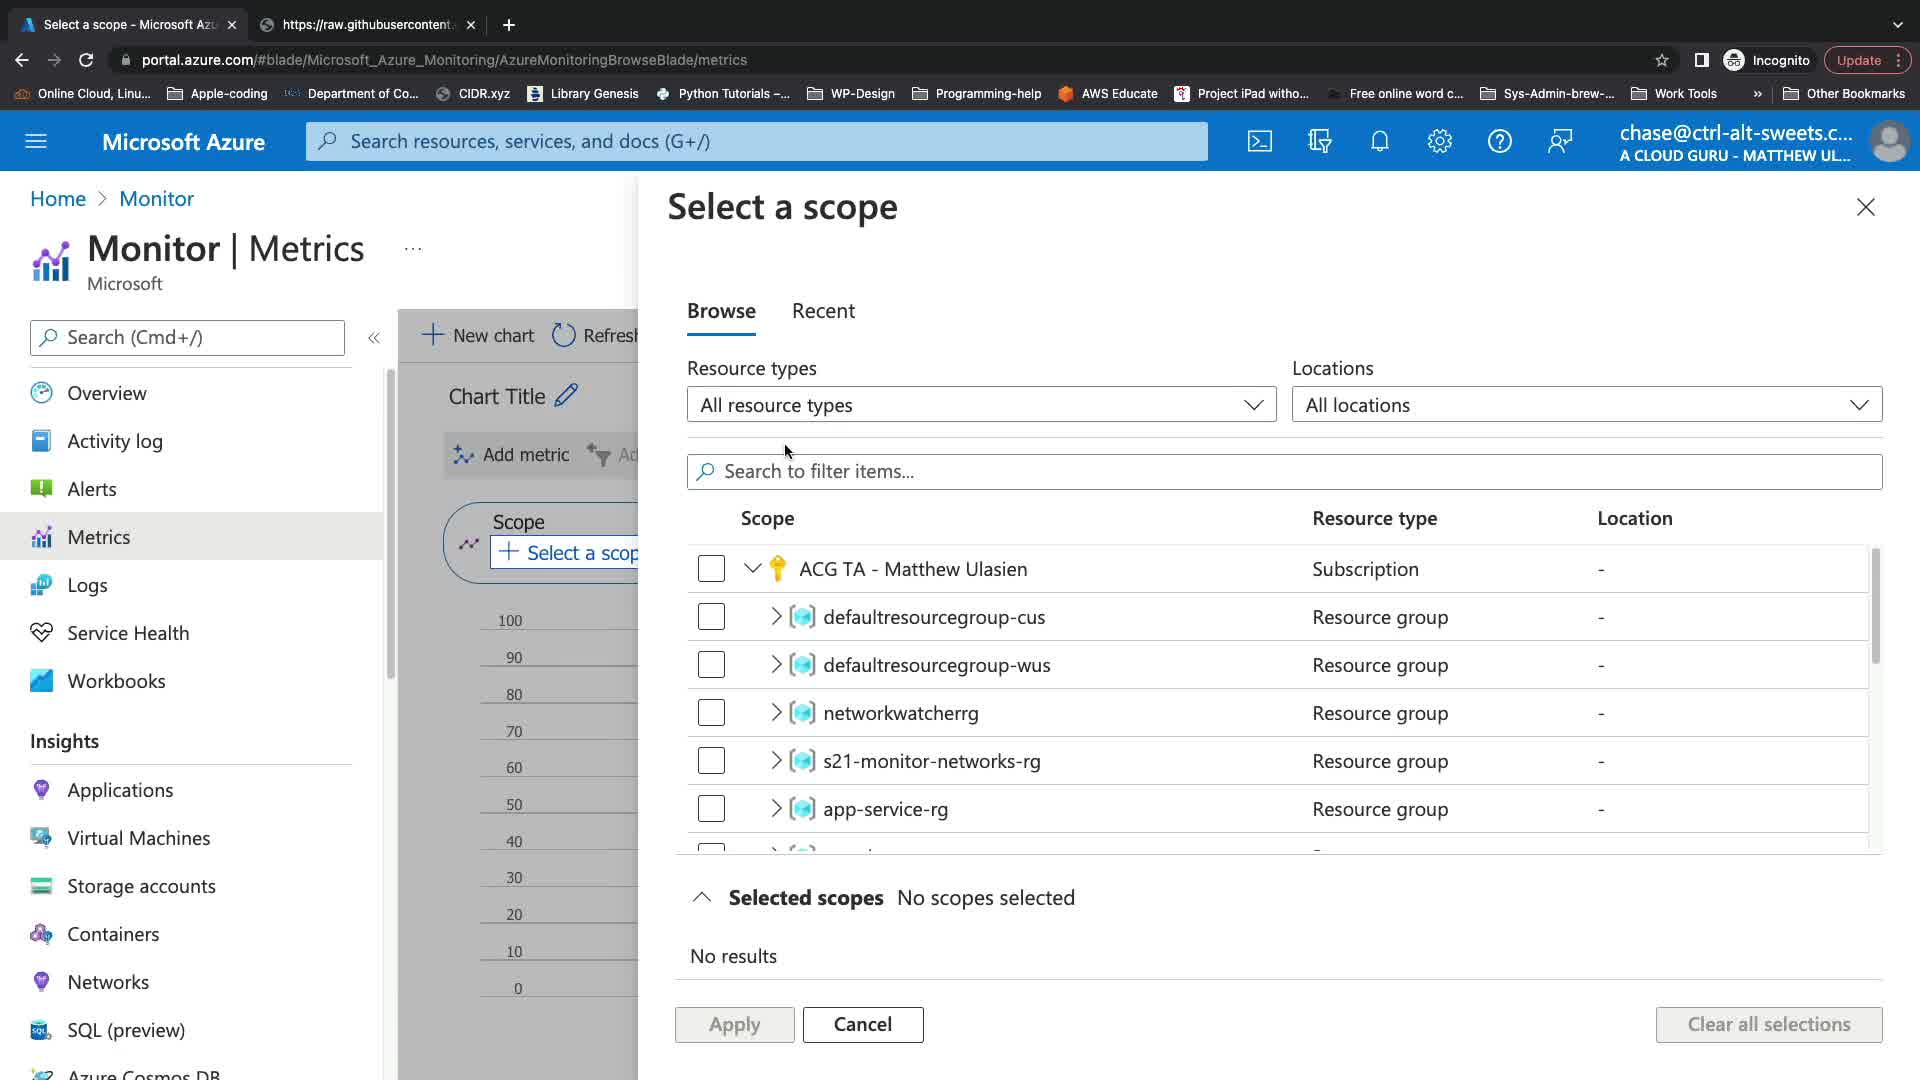 Select a scope - Microsoft Azu
https://raw.githubusercontent.
portal.azure.com/#blade/Microsoft_Azure_Monitoring/AzureMonitoringBrowseBlade/metrics
Incognito
Update
Online Cloud, Linu...
Apple-coding
Department of Co...
CIDR.xyz
Library Genesis
Python Tutorials –...
WP-Design
Programming-help
AWS Educate
Project iPad witho...
Free online word c...
Sys-Admin-brew-...
Work Tools
»
Other Bookmarks
Microsoft Azure
Search resources, services, and docs (G+/)
chase@ctrl-alt-sweets.c...
A CLOUD GURU - MATTHEW UL...
Home > Monitor
Monitor | Metrics
...
Microsoft
Search (Cmd+/)
«
Overview
Activity log
Alerts
Metrics
Logs
Service Health
Workbooks
Insights
Applications
Virtual Machines
Storage accounts
Containers
Networks
SQL (preview)
Azure Cosmos DB
New chart
Refresh
Chart Title
Add metric
Ad
Scope
Select a scop
100
90
80
70
60
50
40
30
20
10
0
Select a scope
Browse
Recent
Resource types
Locations
All resource types
All locations
Search to filter items...
Scope
Resource type
Location
ACG TA - Matthew Ulasien
Subscription
-
defaultresourcegroup-cus
Resource group
-
defaultresourcegroup-wus
Resource group
-
networkwatcherrg
Resource group
-
s21-monitor-networks-rg
Resource group
-
app-service-rg
Resource group
-
Selected scopes
No scopes selected
No results
Apply
Cancel
Clear all selections